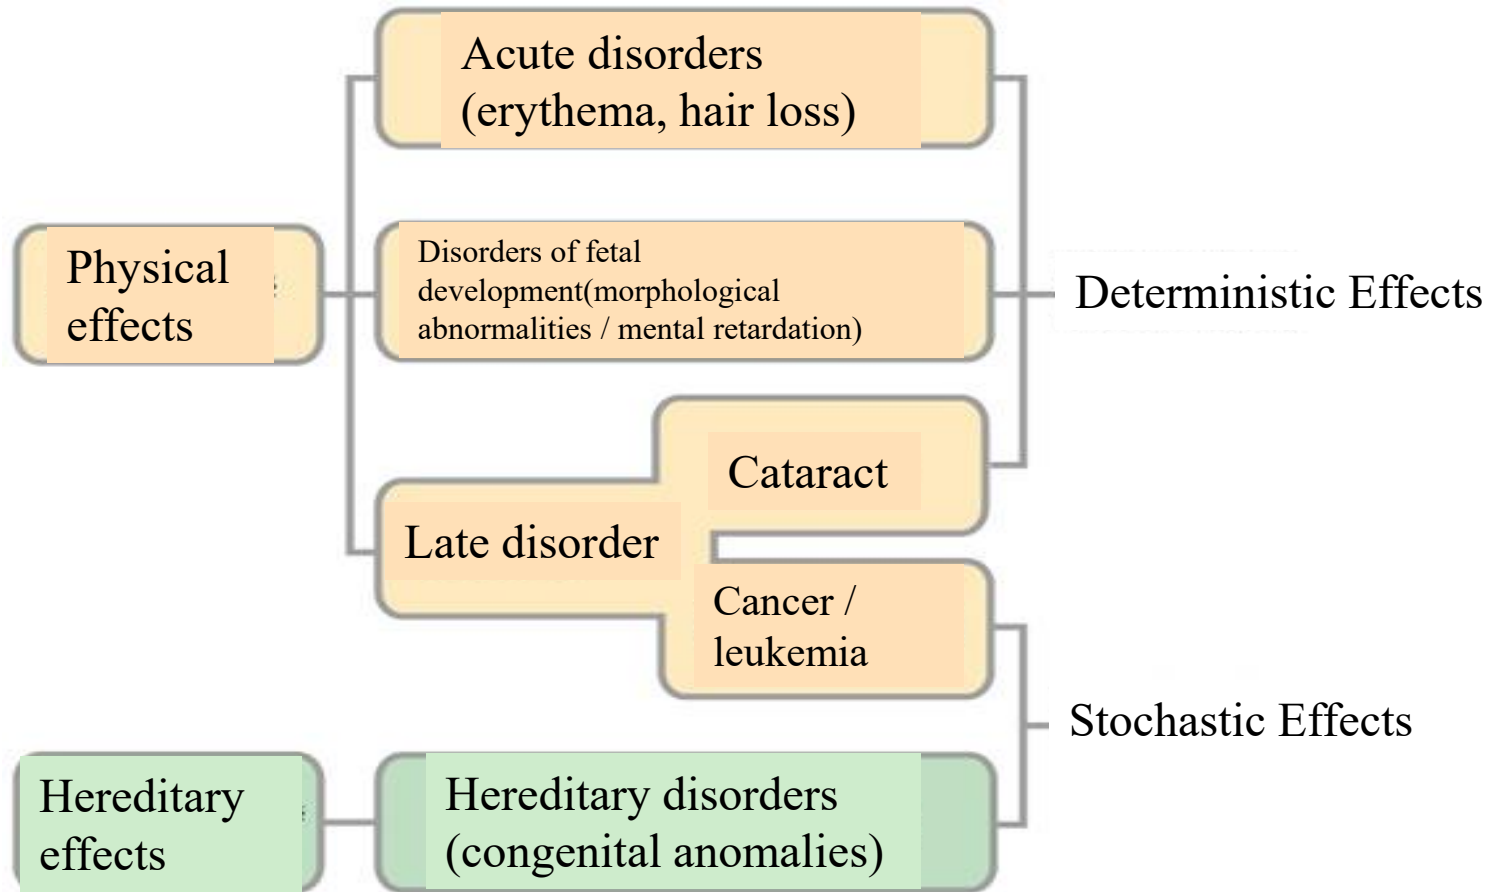 Acute disorders
(erythema, hair loss)
Physical
effects
Disorders of fetal
development(morphological
abnormalities / mental retardation)
Deterministic Effects
Cataract
Late disorder
Cancer /
leukemia
Stochastic Effects
Hereditary
effects
Hereditary disorders
(congenital anomalies)